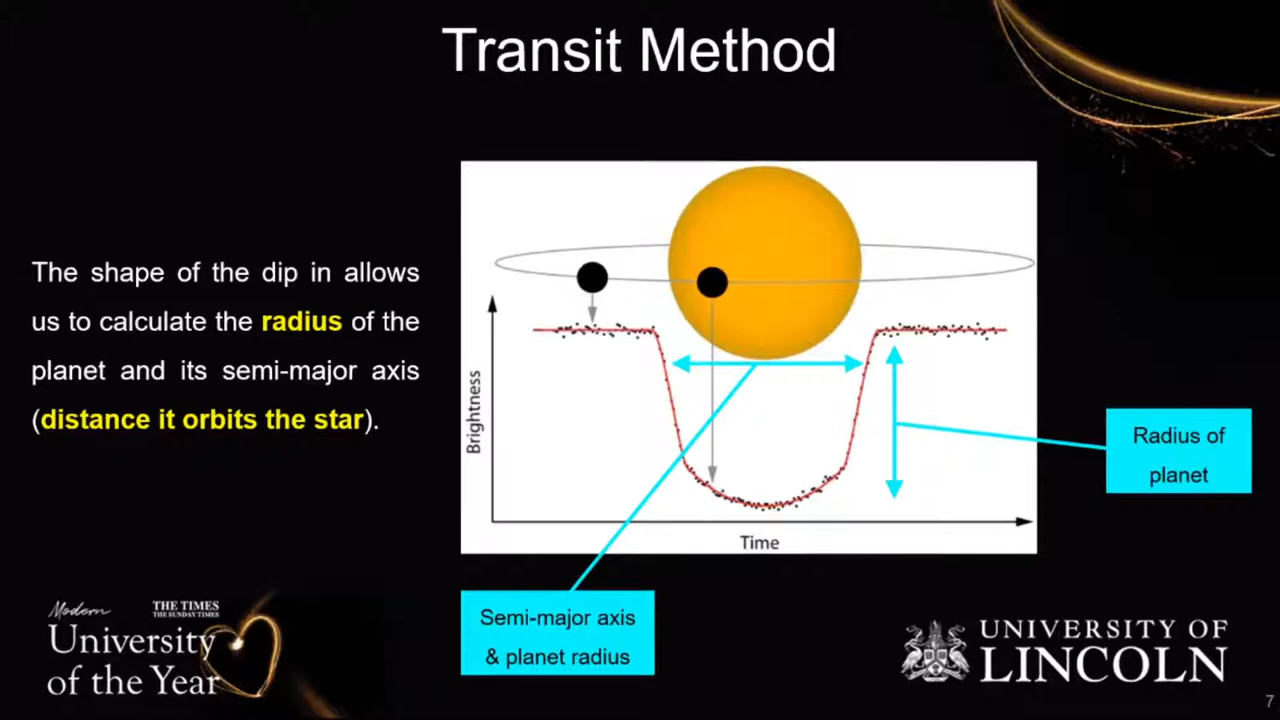 Transit Method
The shape of the dip in allows
us to calculate the radius of the
planet and its semi-major axis
(distance it orbits the star).
Brightness
Time
Radius of
planet
Semi-major axis
& planet radius
Modern
THE TIMES
THE SUNDAY TIMES
University
of the Year
UNIVERSITY OF
LINCOLN
7